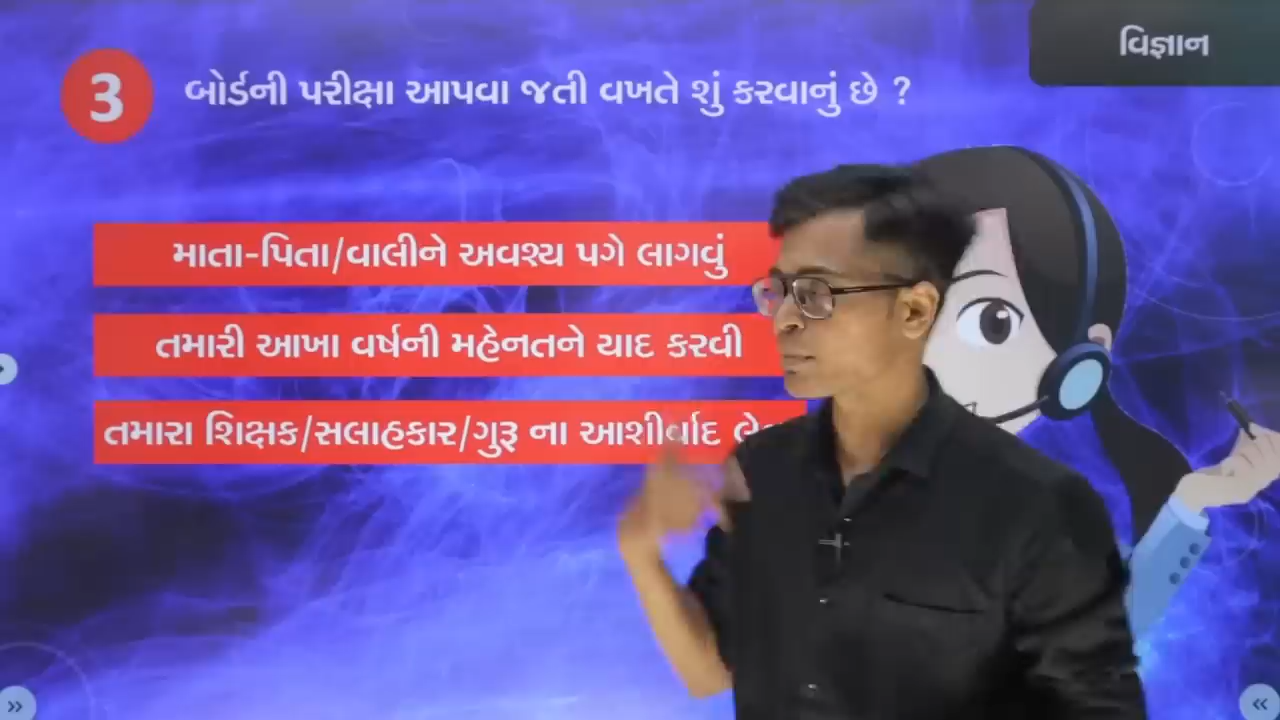 વિજ્ઞાન
3 બોર્ડની પરીક્ષા આપવા જતી વખતે શું કરવાનું છે ?
માતા-પિતા/વાલીને અવશ્ય પગે લાગવું
તમારી આખા વર્ષની મહેનતને યાદ કરવી
તમારા શિક્ષક/સલાહકાર/ગુરૂ ના આશીર્વાદ